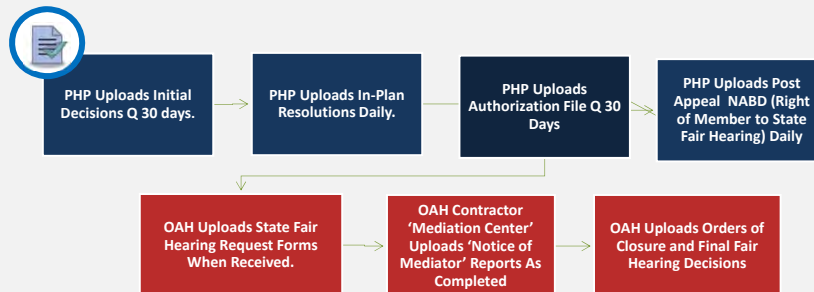 PHP Uploads Initial
Decisions Q 30 days.
PHP Uploads In-Plan
Resolutions Daily.
PHP Uploads
Authorization File Q 30
Days
PHP Uploads Post
Appeal  NABD (Right
of Member to State
Fair Hearing) Daily
OAH Uploads State Fair
Hearing Request Forms
When Received.
OAH Contractor
‘Mediation Center’
Uploads ‘Notice of
Mediator’ Reports As
Completed
OAH Uploads Orders of
Closure and Final Fair
Hearing Decisions